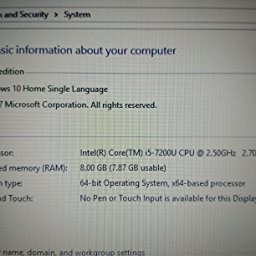 and Security › System
sic information about your computer
edition
ws 10 Home Single Language
7 Microsoft Corporation. All rights reserved.
sor: Intel(R) Core(TM) i5-7200U CPU @ 2.50GHz 2.70
ed memory (RAM): 8.00 GB (7.87 GB usable)
n type: 64-bit Operating System, x64-based processor
nd Touch: No Pen or Touch Input is available for this Display
name, domain, and workgroup settings